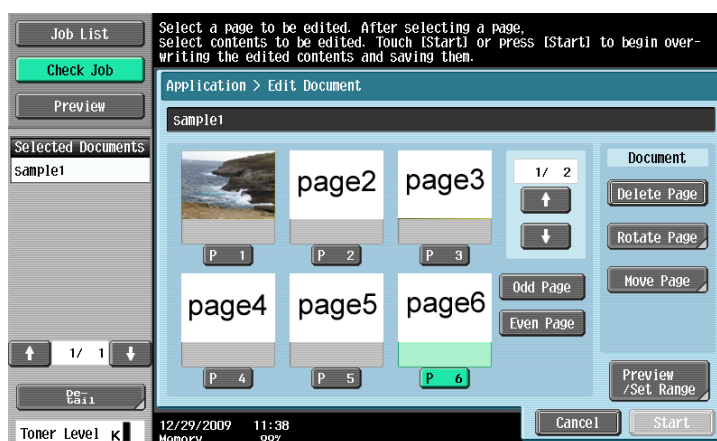 Job List
Check Job
Preview
Selected Documents
sample1
1/ 1
De-
tail
Toner Level K
Select a page to be edited. After selecting a page,
select contents to be edited. Touch [Start] or press [Start] to begin over-
writing the edited contents and saving them.
Application > Edit Document
sample1
page2
page3
P 1
P 2
P 3
page4
page5
page6
P 4
P 5
P 6
1/ 2
Odd Page
Even Page
Document
Delete Page
Rotate Page
Move Page
Preview
/Set Range
12/29/2009 11:38
Memory 99%
Cancel
Start